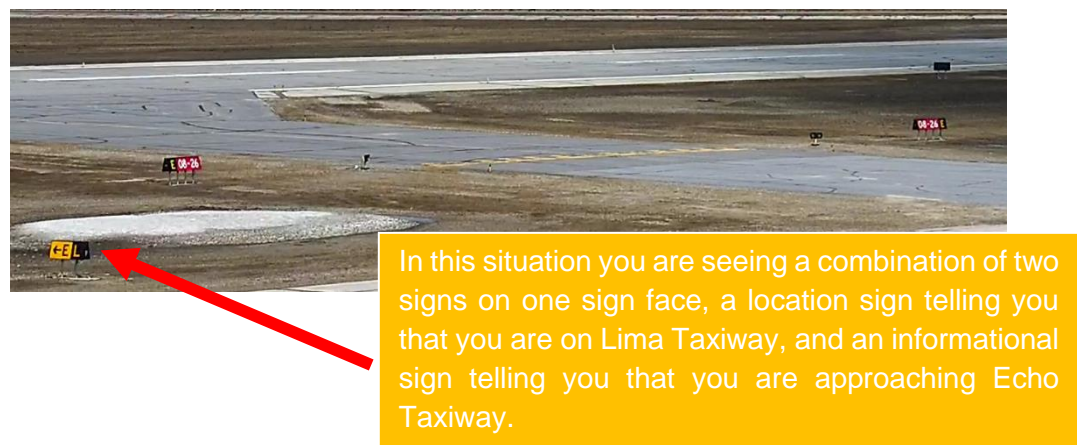 08-26 E
E 08-26
←E L
In this situation you are seeing a combination of two
signs on one sign face, a location sign telling you
that you are on Lima Taxiway, and an informational
sign telling you that you are approaching Echo
Taxiway.